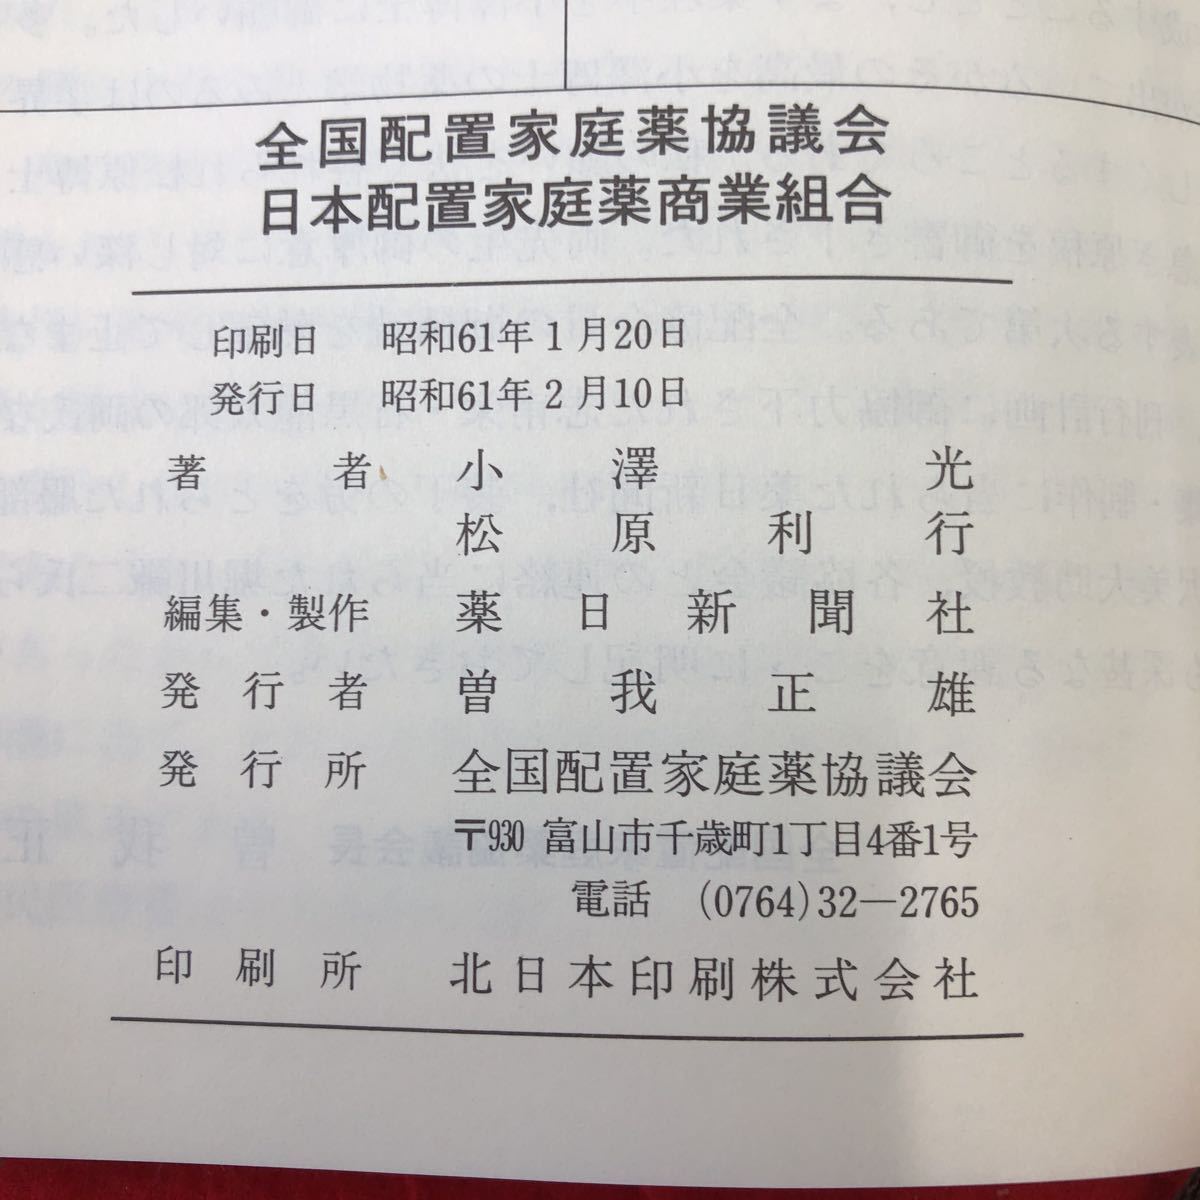 全国配置家庭薬協議会
日本配置家庭薬商業組合
印刷日 昭和61年1月20日
発行日 昭和61年2月10日
著者 小澤光
松原利行
編集・製作 薬日新聞社
発行者 曽我正雄
発行所 全国配置家庭薬協議会
〒930 富山市千歳町1丁目4番1号
電話 (0764)32―2765
印刷所 北日本印刷株式会社